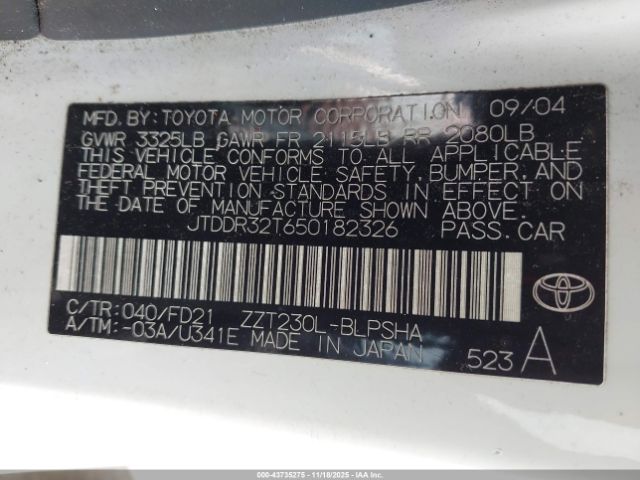 MFD. BY: TOYOTA MOTOR CORPORATION 09/04
GVWR 3325LB GAWR FR 2115LB RR 2080LB
THIS VEHICLE CONFORMS TO ALL APPLICABLE
FEDERAL MOTOR VEHICLE SAFETY, BUMPER, AND
THEFT PREVENTION STANDARDS IN EFFECT ON
THE DATE OF MANUFACTURE SHOWN ABOVE.
JTDDR32T650182326 PASS.CAR
C/TR: 040/FD21 ZZT230L-BLPSHA
A/TM: -03A/U341E MADE IN JAPAN 523 A
000-43735275 - 11/18/2025 - IAAI.COM